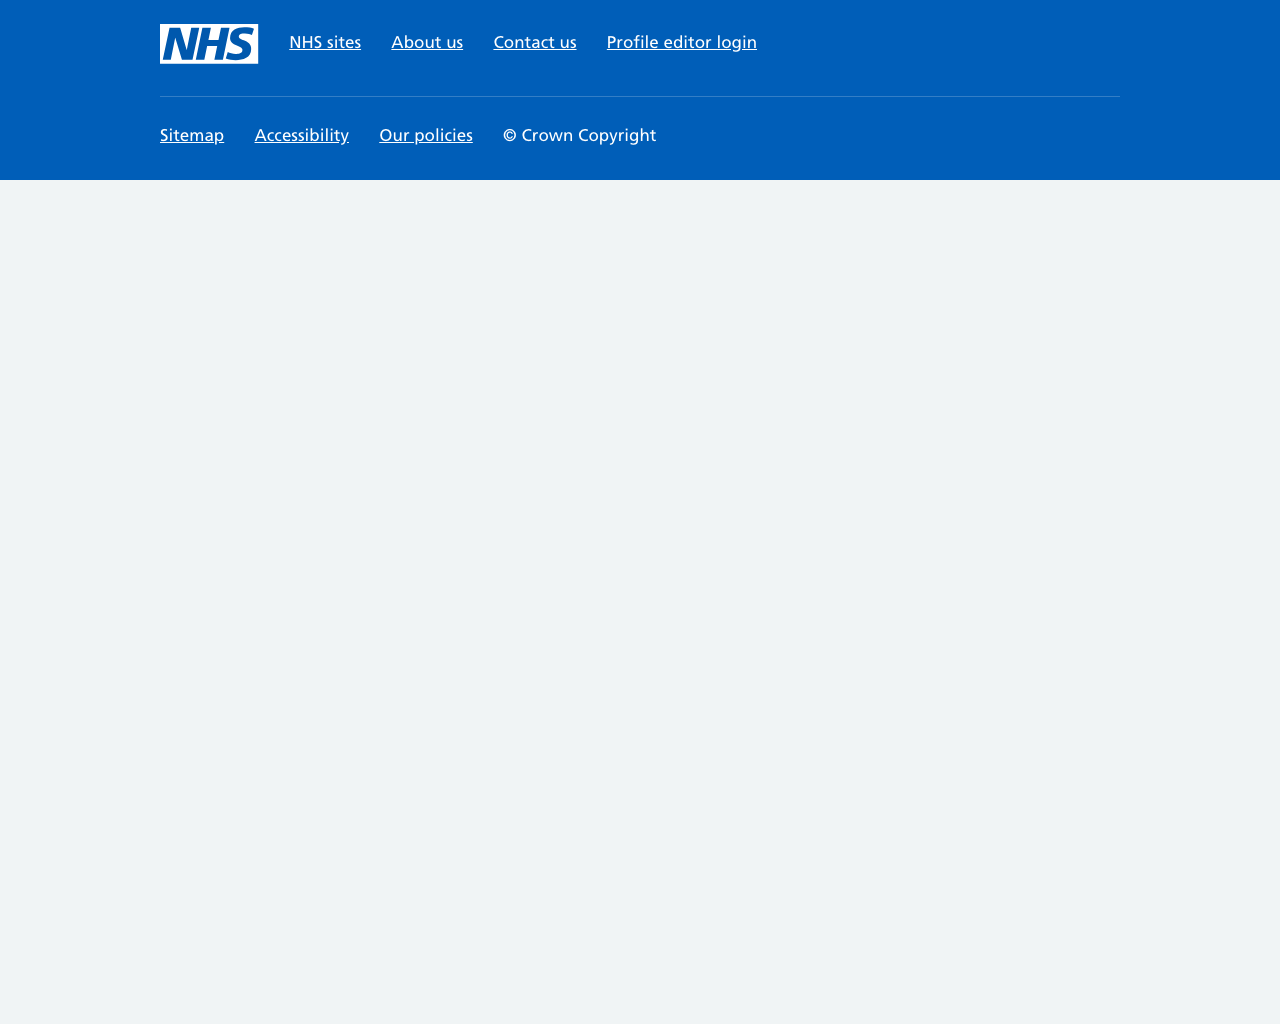 NHS NHS sites About us Contact us Profile editor login
Sitemap Accessibility Our policies © Crown Copyright